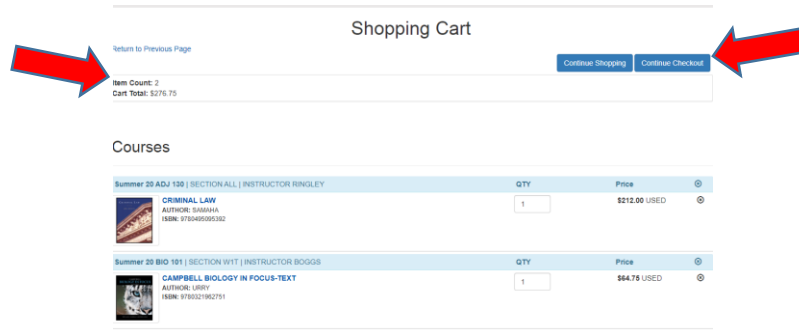 Shopping Cart
Return to Previous Page
Continue Shopping Continue Checkout
Item Count: 2
Cart Total: $276.75
Courses
Summer 20 ADJ 130 | SECTION ALL | INSTRUCTOR RINGLEY QTY Price
CRIMINAL LAW 1 $212.00 USED
AUTHOR: SAMAHA
ISBN: 9780495095392
Summer 20 BIO 101 | SECTION W1T | INSTRUCTOR BOGGS QTY Price
CAMPBELL BIOLOGY IN FOCUS-TEXT 1 $64.75 USED
AUTHOR: URRY
ISBN: 9780321962751